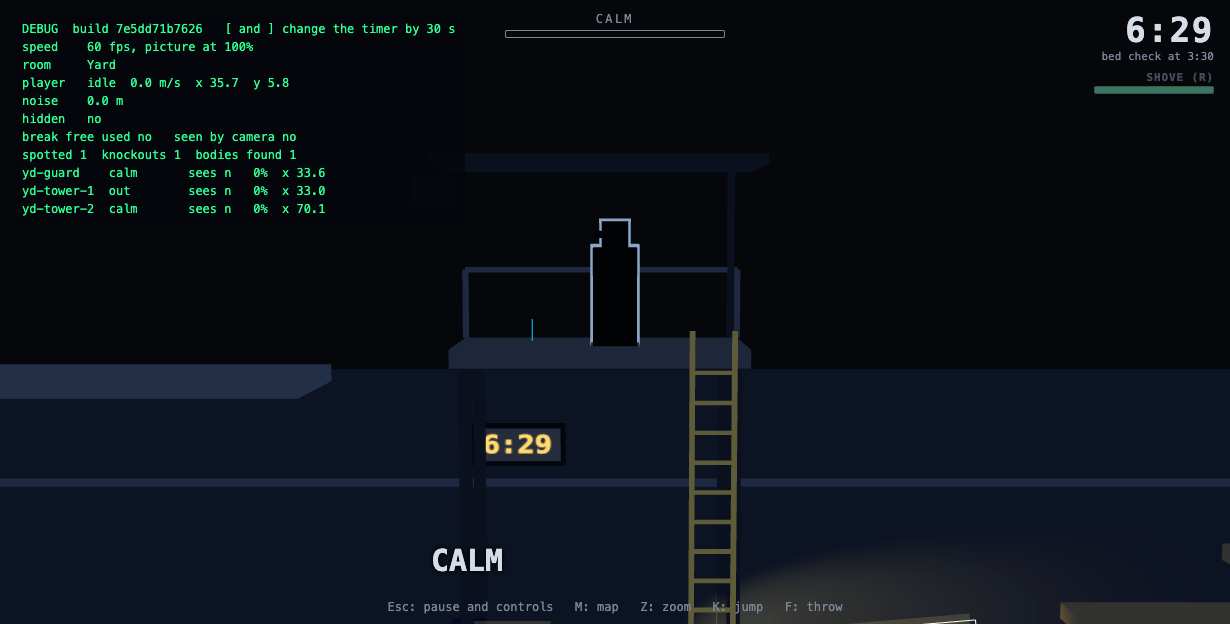 CALM
6:29
bed check at 3:30
SHOVE (R)
DEBUG  build 7e5dd71b7626   [ and ] change the timer by 30 s
speed    60 fps, picture at 100%
room     Yard
player   idle  0.0 m/s  x 35.7  y 5.8
noise    0.0 m
hidden   no
break free used no   seen by camera no
spotted 1  knockouts 1  bodies found 1
yd-guard    calm       sees n   0%  x 33.6
yd-tower-1  out        sees n   0%  x 33.0
yd-tower-2  calm       sees n   0%  x 70.1
6:29
CALM
Esc: pause and controls   M: map   Z: zoom   K: jump   F: throw